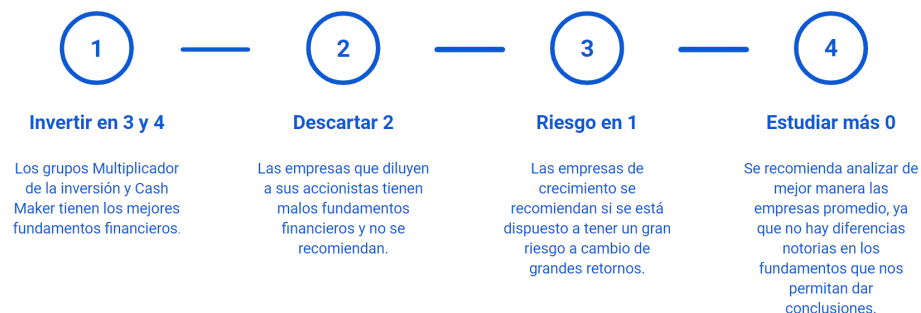 1
2
3
4
Invertir en 3 y 4
Descartar 2
Riesgo en 1
Estudiar más 0
Los grupos Multiplicador
de la inversión y Cash
Maker tienen los mejores
fundamentos financieros.
Las empresas que diluyen
a sus accionistas tienen
malos fundamentos
financieros y no se
recomiendan.
Las empresas de
crecimiento se
recomiendan si se está
dispuesto a tener un gran
riesgo a cambio de
grandes retornos.
Se recomienda analizar de
mejor manera las
empresas promedio, ya
que no hay diferencias
notorias en los
fundamentos que nos
permitan dar
conclusiones.